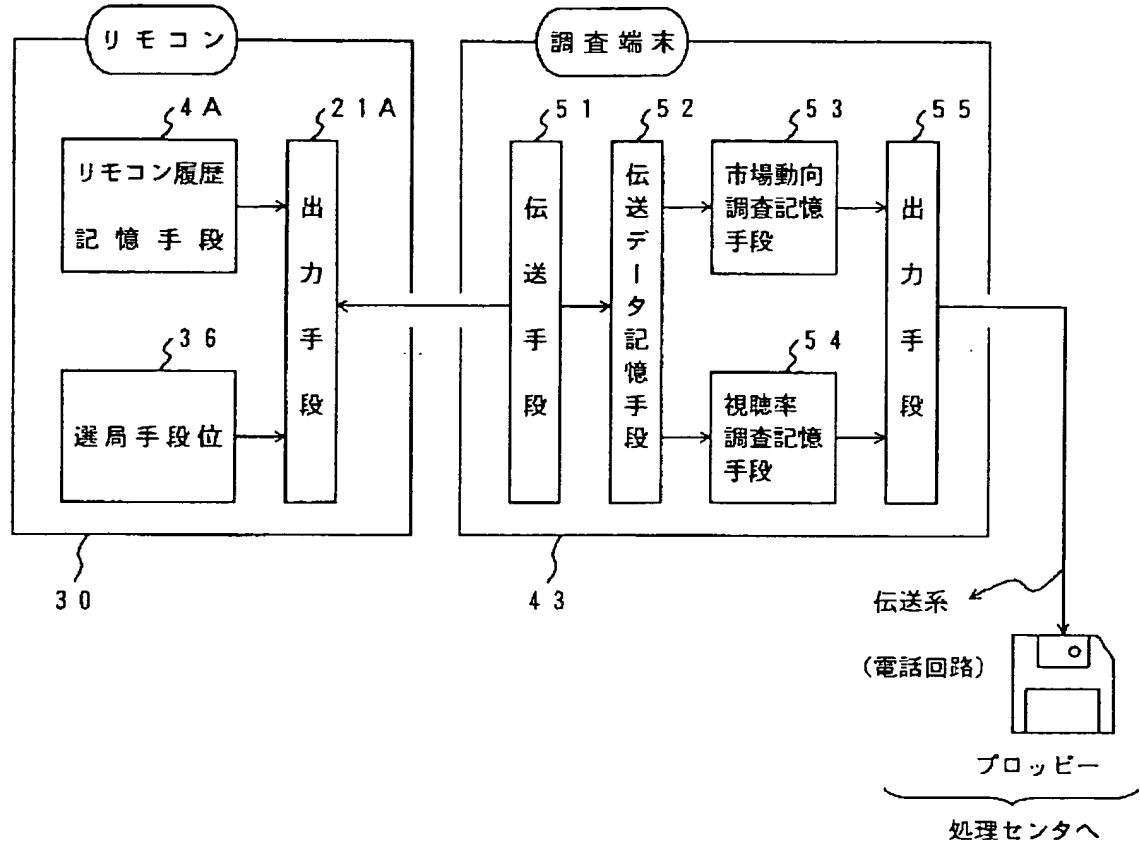 リモコン
調査端末
4A
21A
51
52
53
55
リモコン履歴
記憶手段
出力手段
伝送手段
伝送データ記憶手段
市場動向
調査記憶
手段
出力手段
36
選局手段位
54
視聴率
調査記憶
手段
30
43
伝送系
(電話回路)
プロッピー
処理センタへ